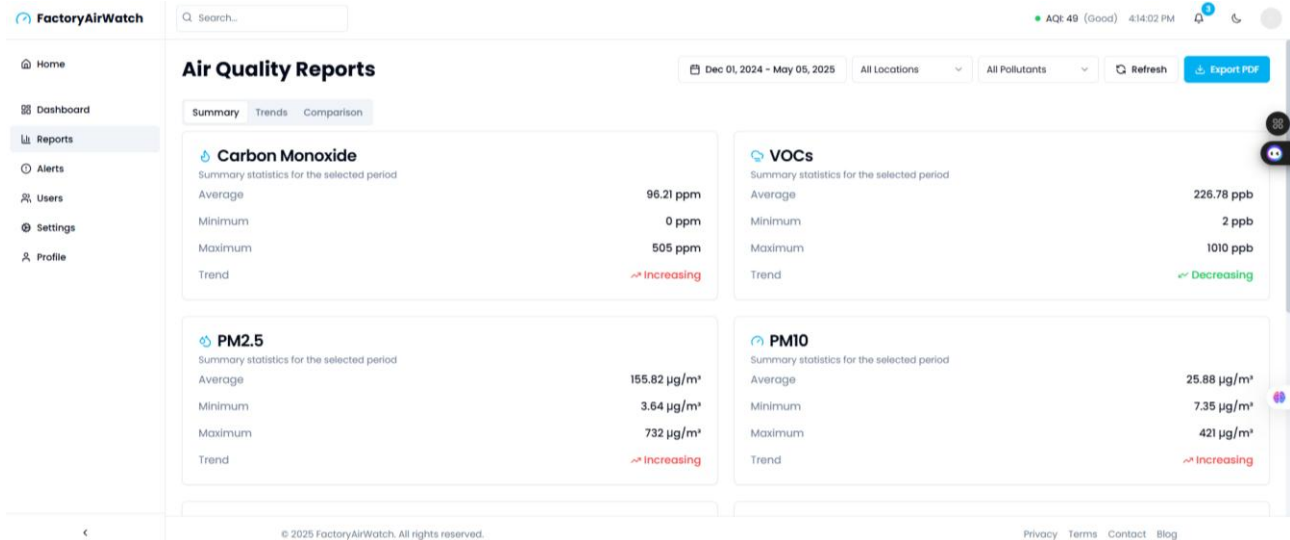 FactoryAirWatch
Search...
AQI: 49 (Good) 4:14:02 PM
3
Home
Dashboard
Reports
Alerts
Users
Settings
Profile
Air Quality Reports
Dec 01, 2024 - May 05, 2025
All Locations
All Pollutants
Refresh
Export PDF
Summary Trends Comparison
Carbon Monoxide
Summary statistics for the selected period
Average 96.21 ppm
Minimum 0 ppm
Maximum 505 ppm
Trend Increasing
VOCs
Summary statistics for the selected period
Average 226.78 ppb
Minimum 2 ppb
Maximum 1010 ppb
Trend Decreasing
PM2.5
Summary statistics for the selected period
Average 155.82 µg/m³
Minimum 3.64 µg/m³
Maximum 732 µg/m³
Trend Increasing
PM10
Summary statistics for the selected period
Average 25.88 µg/m³
Minimum 7.35 µg/m³
Maximum 421 µg/m³
Trend Increasing
© 2025 FactoryAirWatch. All rights reserved.
Privacy Terms Contact Blog